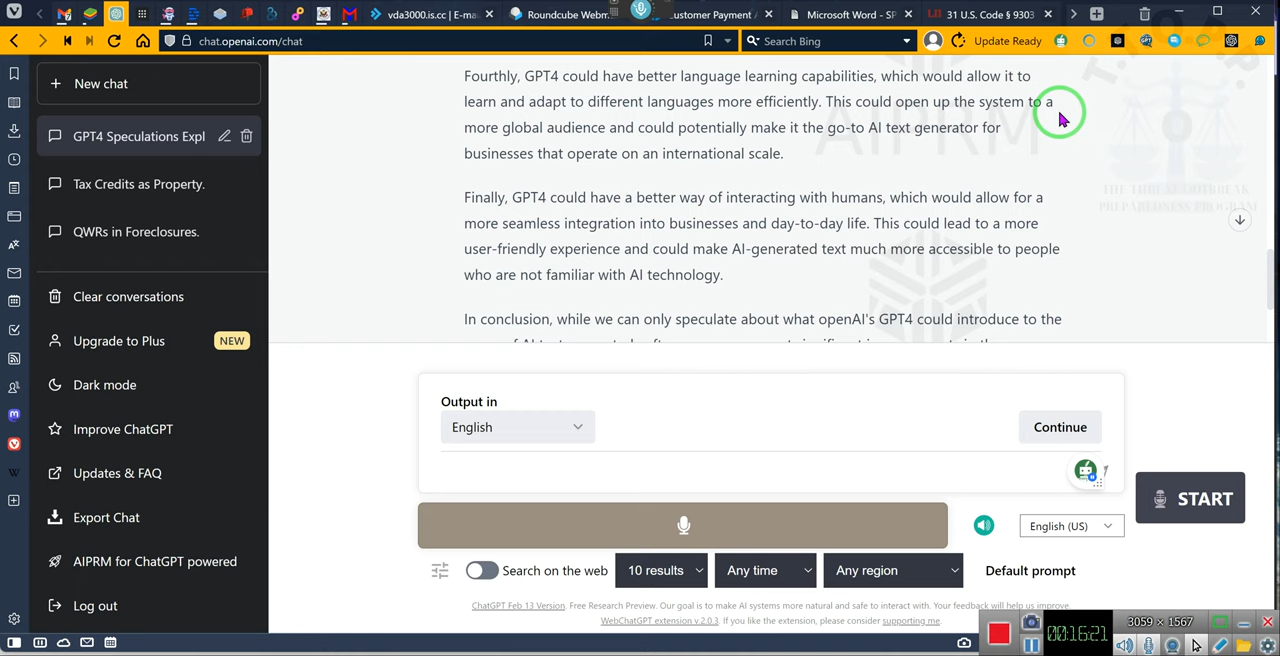 vda3000.is.cc | E-ma
Roundcube Webm
ustomer Payment
Microsoft Word - SP
LII 31 U.S. Code § 9303
chat.openai.com/chat
Search Bing
Update Ready
New chat
GPT4 Speculations Expl
Tax Credits as Property.
QWRs in Foreclosures.
Clear conversations
Upgrade to Plus NEW
Dark mode
Improve ChatGPT
Updates & FAQ
Export Chat
AIPRM for ChatGPT powered
Log out
Fourthly, GPT4 could have better language learning capabilities, which would allow it to
learn and adapt to different languages more efficiently. This could open up the system to a
more global audience and could potentially make it the go-to AI text generator for
businesses that operate on an international scale.
Finally, GPT4 could have a better way of interacting with humans, which would allow for a
more seamless integration into businesses and day-to-day life. This could lead to a more
user-friendly experience and could make AI-generated text much more accessible to people
who are not familiar with AI technology.
In conclusion, while we can only speculate about what openAI's GPT4 could introduce to the
AIPRM
PREPAREDNESS PROGRAM
Output in
English
Continue
START
English (US)
Search on the web
10 results
Any time
Any region
Default prompt
ChatGPT Feb 13 Version. Free Research Preview. Our goal is to make AI systems more natural and safe to interact with. Your feedback will help us improve.
WebChatGPT extension v.2.0.3. If you like the extension, please consider supporting me.
3059 × 1567
00:16:21